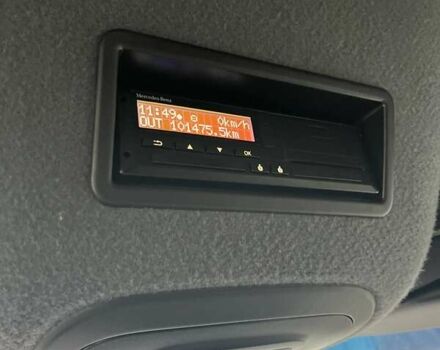 Mercedes-Benz
11:49 0km/h
OUT 101475.5km
OK